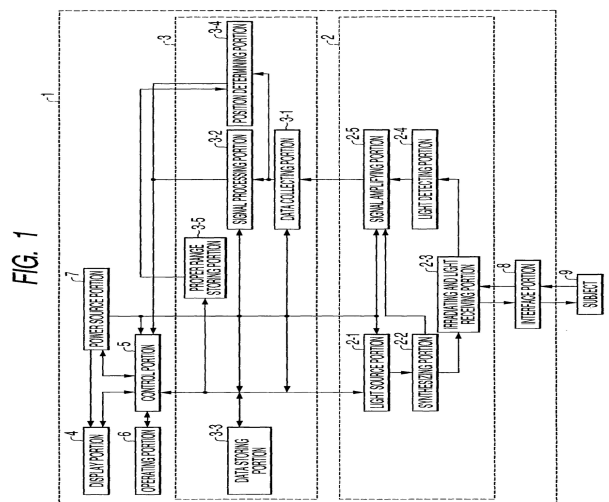 FIG. 1
1
DISPLAY PORTION
4
POWER SOURCE PORTION
7
OPERATING PORTION
6
CONTROL PORTION
5
3
DATA STORING
PORTION
3-3
PROPER RANGE
STORING PORTION
3-5
SIGNAL PROCESSING PORTION
3-2
POSITION DETERMINING PORTION
3-4
DATA COLLECTING PORTION
3-1
2
LIGHT SOURCE PORTION
2-1
SIGNAL AMPLIFYING PORTION
2-5
SYNTHESIZING PORTION
2-2
LIGHT DETECTING PORTION
2-4
IRRADIATING AND LIGHT
RECEIVING PORTION
2-3
INTERFACE PORTION
8
SUBJECT
9